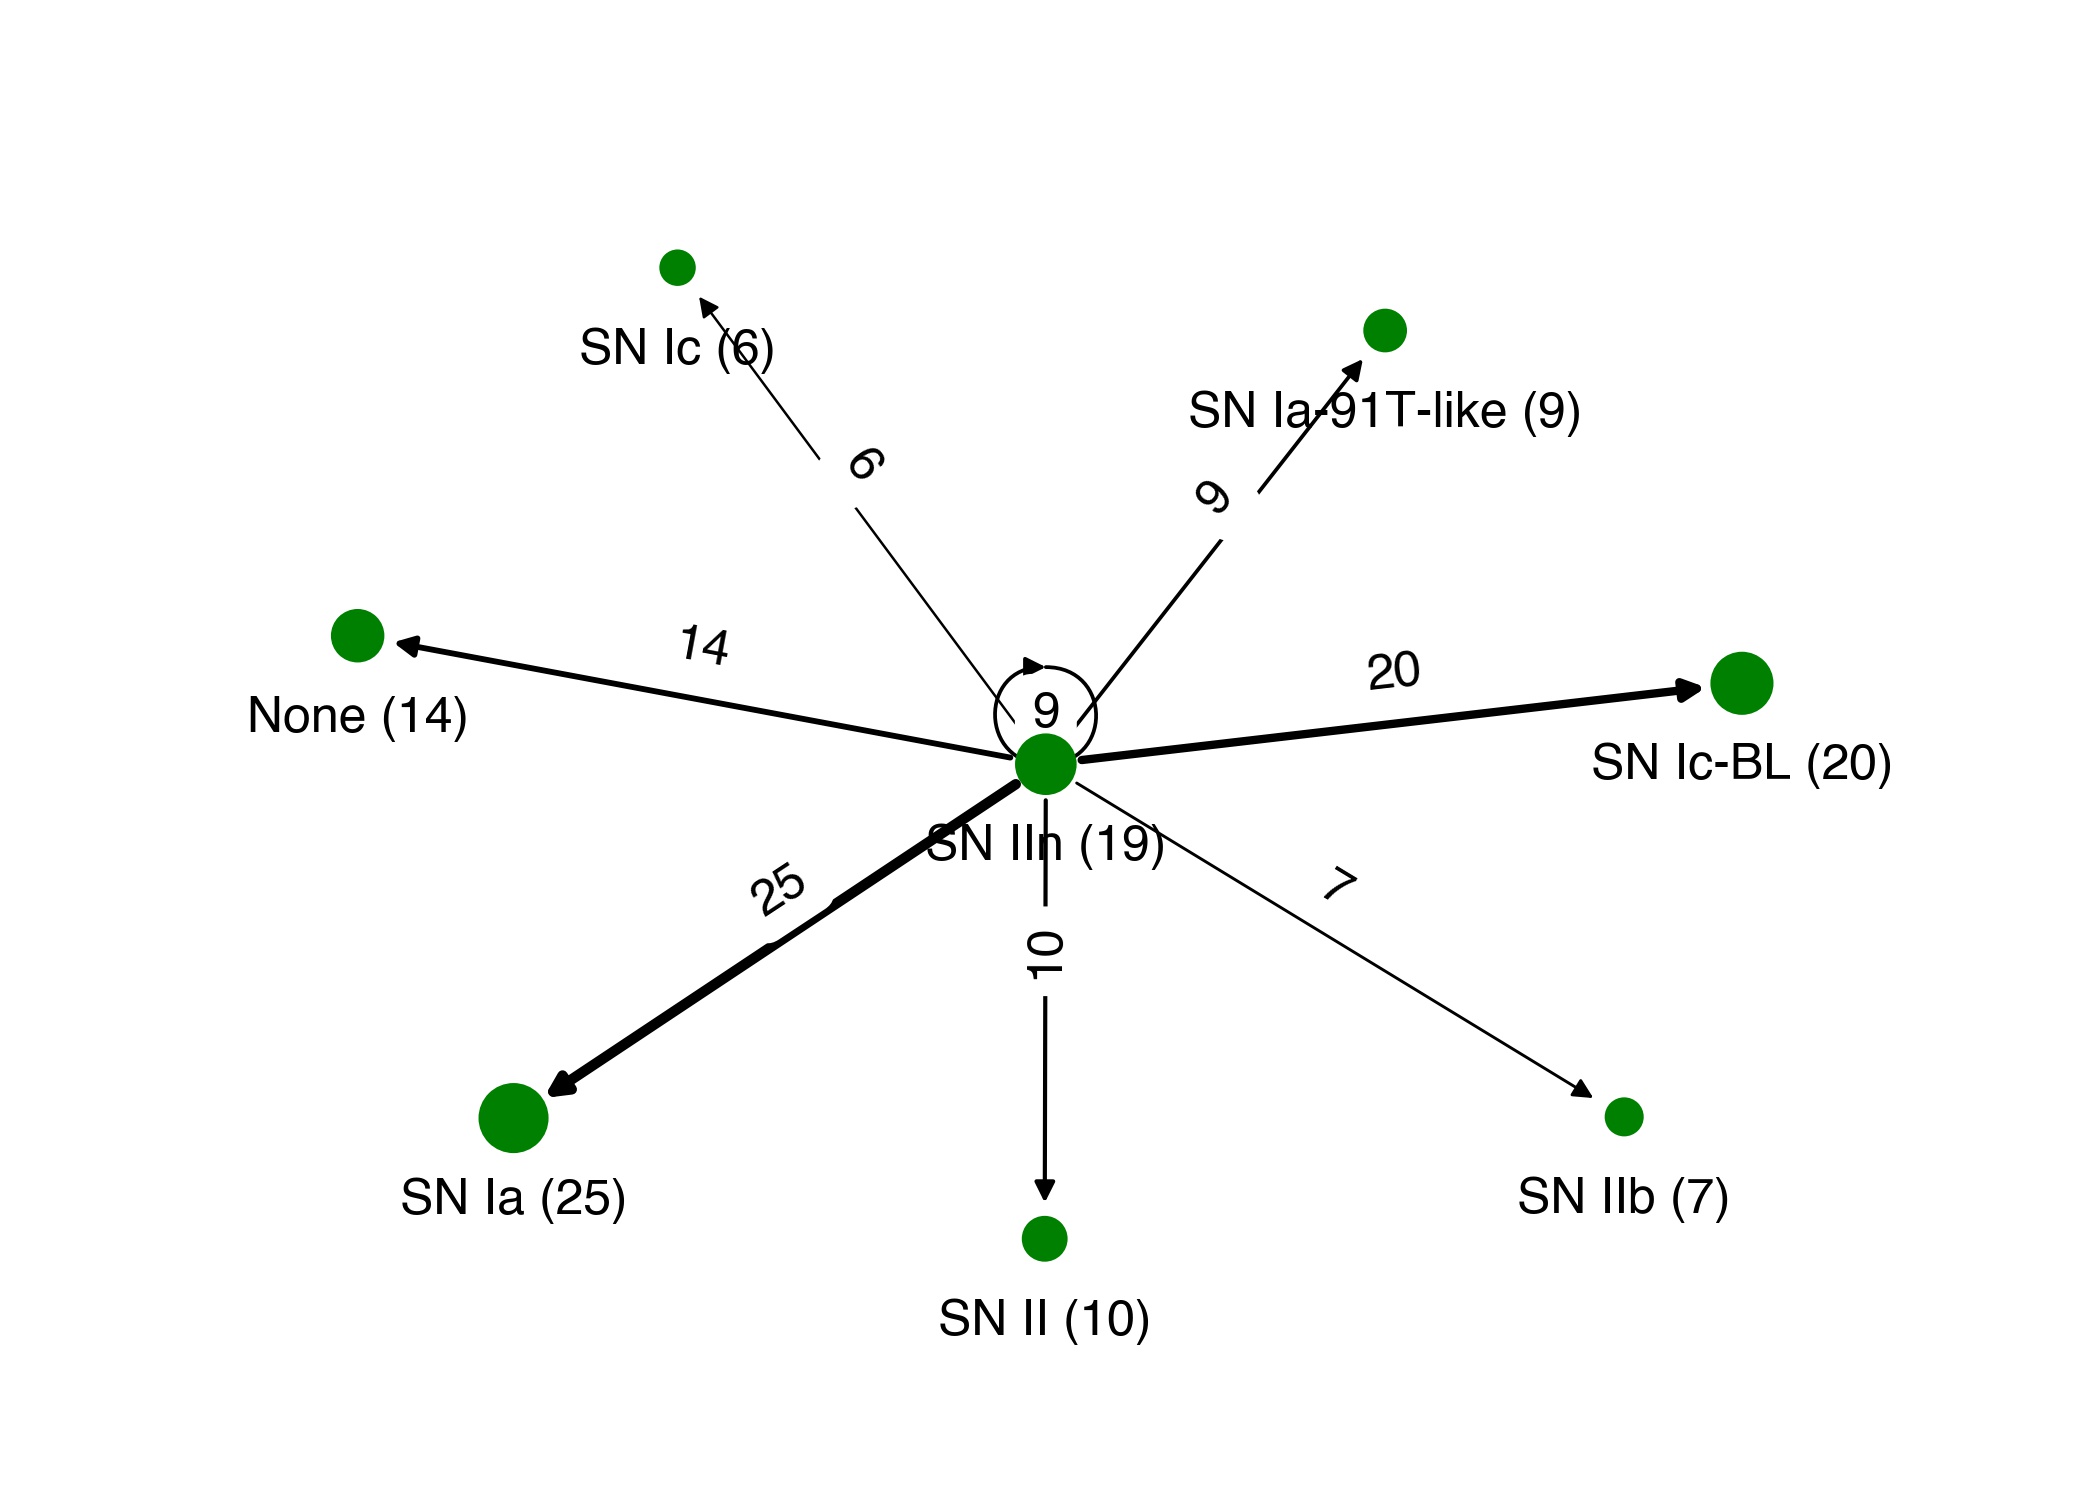 SN Ic (6)
SN Ia-91T-like (9)
6
9
14
20
9
None (14)
SN Ic-BL (20)
SN IIn (19)
25
7
10
SN Ia (25)
SN IIb (7)
SN II (10)